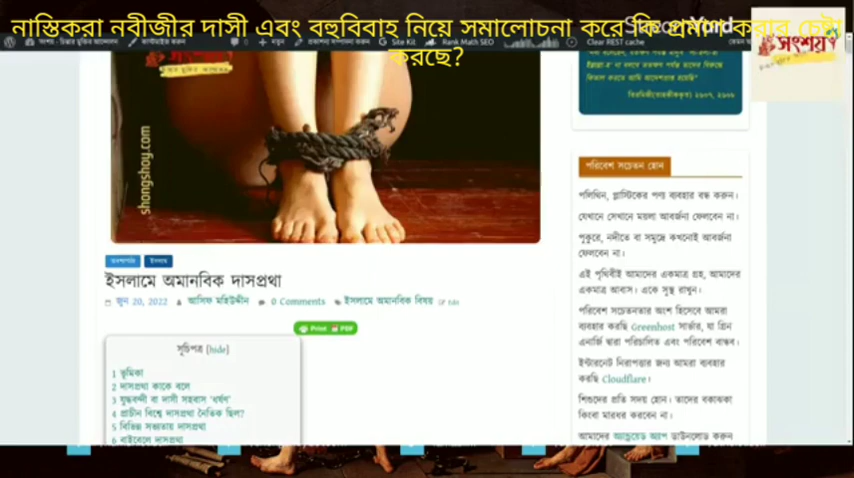 নাস্তিকরা নবীজীর দাসী এবং বহুবিবাহ নিয়ে সমালোচনা করে কি প্রমাণ করার চেষ্টা করছে?
Site Kit
Rank Math SEO
Clear REST cache
সংশয়
shongshoy.com
ইসলাম
ইসলামে অমানবিক দাসপ্রথা
জুন 20, 2022 আসিফ মহিউদ্দীন 0 Comments ইসলামে অমানবিক বিষয় Edit
Print PDF
সূচিপত্র [hide]
1 ভূমিকা
2 দাসপ্রথা কাকে বলে
3 যুদ্ধবন্দী বা দাসী সহবাস 'ধর্ষণ'
4 প্রাচীন বিশ্বে দাসপ্রথা নৈতিক ছিল?
5 বিভিন্ন সভ্যতায় দাসপ্রথা
6 বাইবেলে দাসপ্রথা
পরিবেশ সচেতন হোন
পলিথিন, প্লাস্টিকের পণ্য ব্যবহার বন্ধ করুন।
যেখানে সেখানে ময়লা আবর্জনা ফেলবেন না।
পুকুরে, নদীতে বা সমুদ্রে কখনোই আবর্জনা
ফেলবেন না।
এই পৃথিবীই আমাদের একমাত্র গ্রহ, আমাদের
একমাত্র আবাস। একে সুস্থ রাখুন।
পরিবেশ সচেতনতার অংশ হিসেবে আমরা
ব্যবহার করছি Greenhost সার্ভার, যা গ্রিন
এনার্জি দ্বারা পরিচালিত এবং পরিবেশ বান্ধব।
ইন্টারনেট নিরাপত্তার জন্য আমরা ব্যবহার
করছি Cloudflare।
শিশুদের প্রতি সদয় হোন। তাদের বকাঝকা
কিংবা মারধর করবেন না।
আমাদের অ্যান্ড্রয়েড অ্যাপ ডাউনলোড করুন